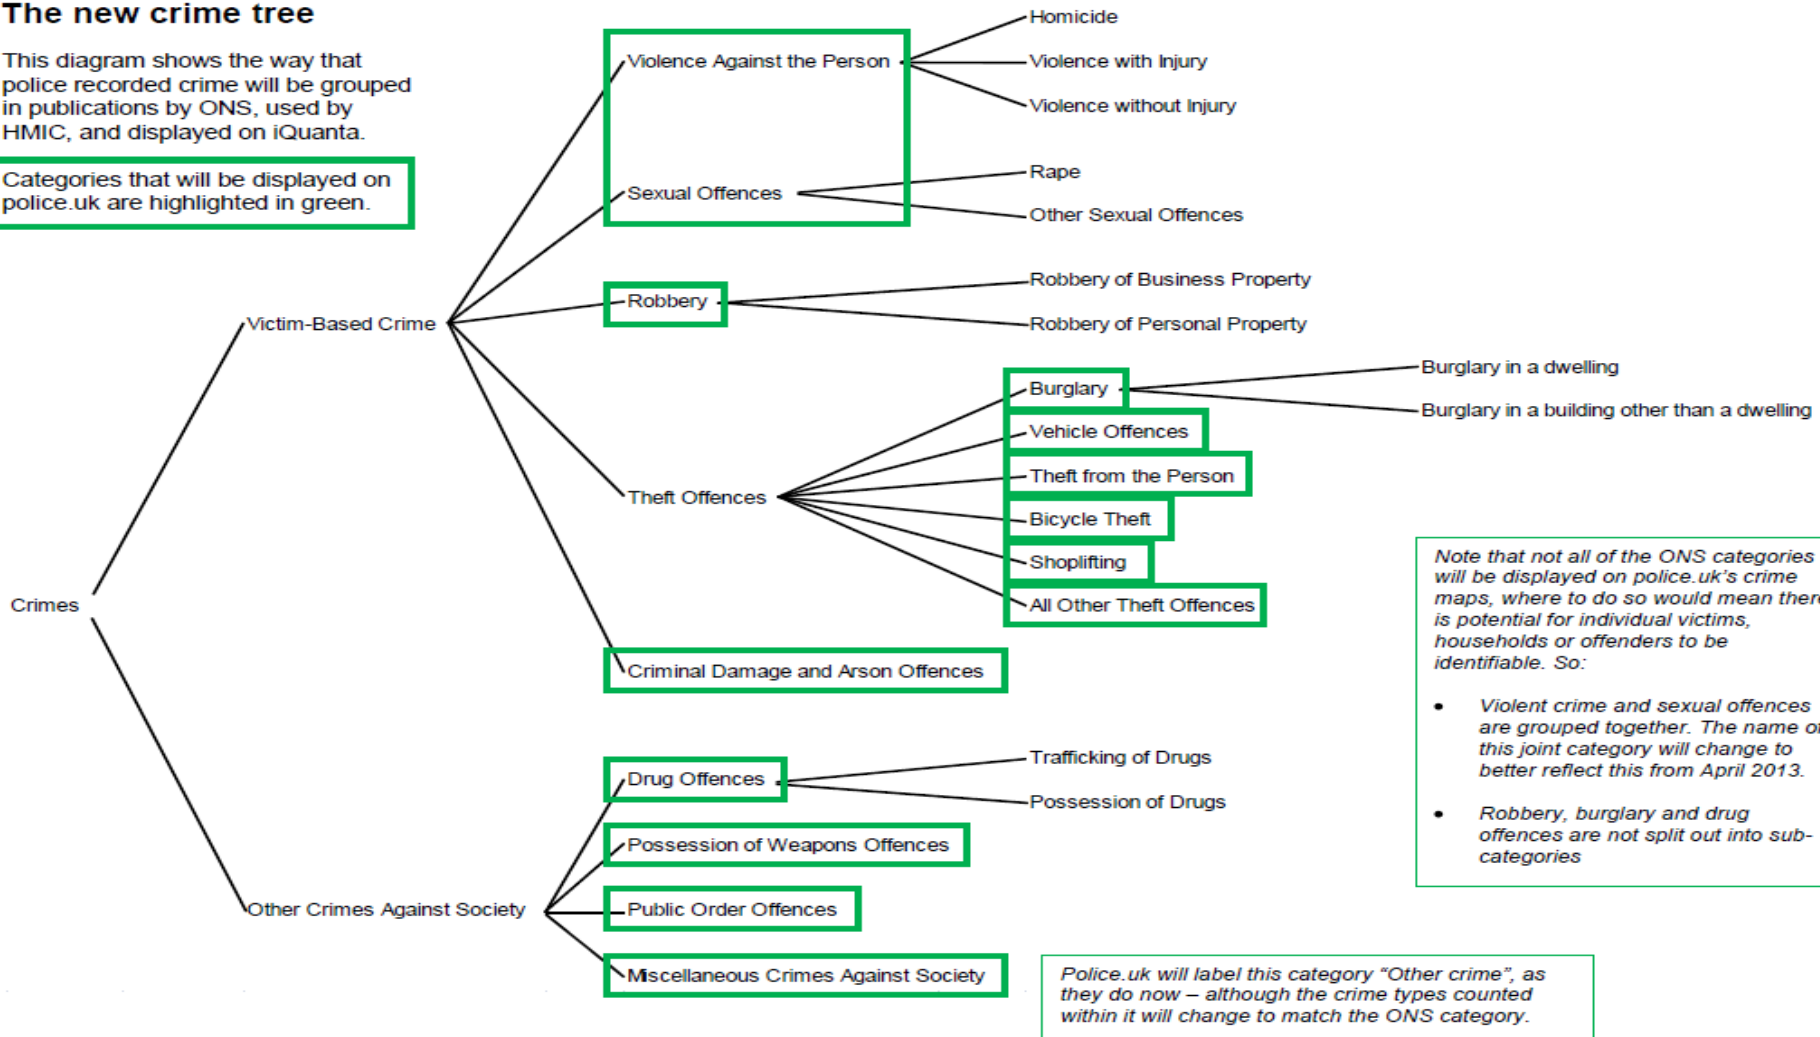 The new crime tree
This diagram shows the way that
police recorded crime will be grouped
in publications by ONS, used by
HMIC, and displayed on iQuanta.
Categories that will be displayed on
police.uk are highlighted in green.
Crimes
Victim-Based Crime
Violence Against the Person
Homicide
Violence with Injury
Violence without Injury
Sexual Offences
Rape
Other Sexual Offences
Robbery
Robbery of Business Property
Robbery of Personal Property
Theft Offences
Burglary
Burglary in a dwelling
Burglary in a building other than a dwelling
Vehicle Offences
Theft from the Person
Bicycle Theft
Shoplifting
All Other Theft Offences
Criminal Damage and Arson Offences
Other Crimes Against Society
Drug Offences
Trafficking of Drugs
Possession of Drugs
Possession of Weapons Offences
Public Order Offences
Miscellaneous Crimes Against Society
Note that not all of the ONS categories
will be displayed on police.uk's crime
maps, where to do so would mean there
is potential for individual victims,
households or offenders to be
identifiable. So:
• Violent crime and sexual offences
are grouped together. The name of
this joint category will change to
better reflect this from April 2013.
• Robbery, burglary and drug
offences are not split out into sub-
categories
Police.uk will label this category "Other crime", as
they do now – although the crime types counted
within it will change to match the ONS category.